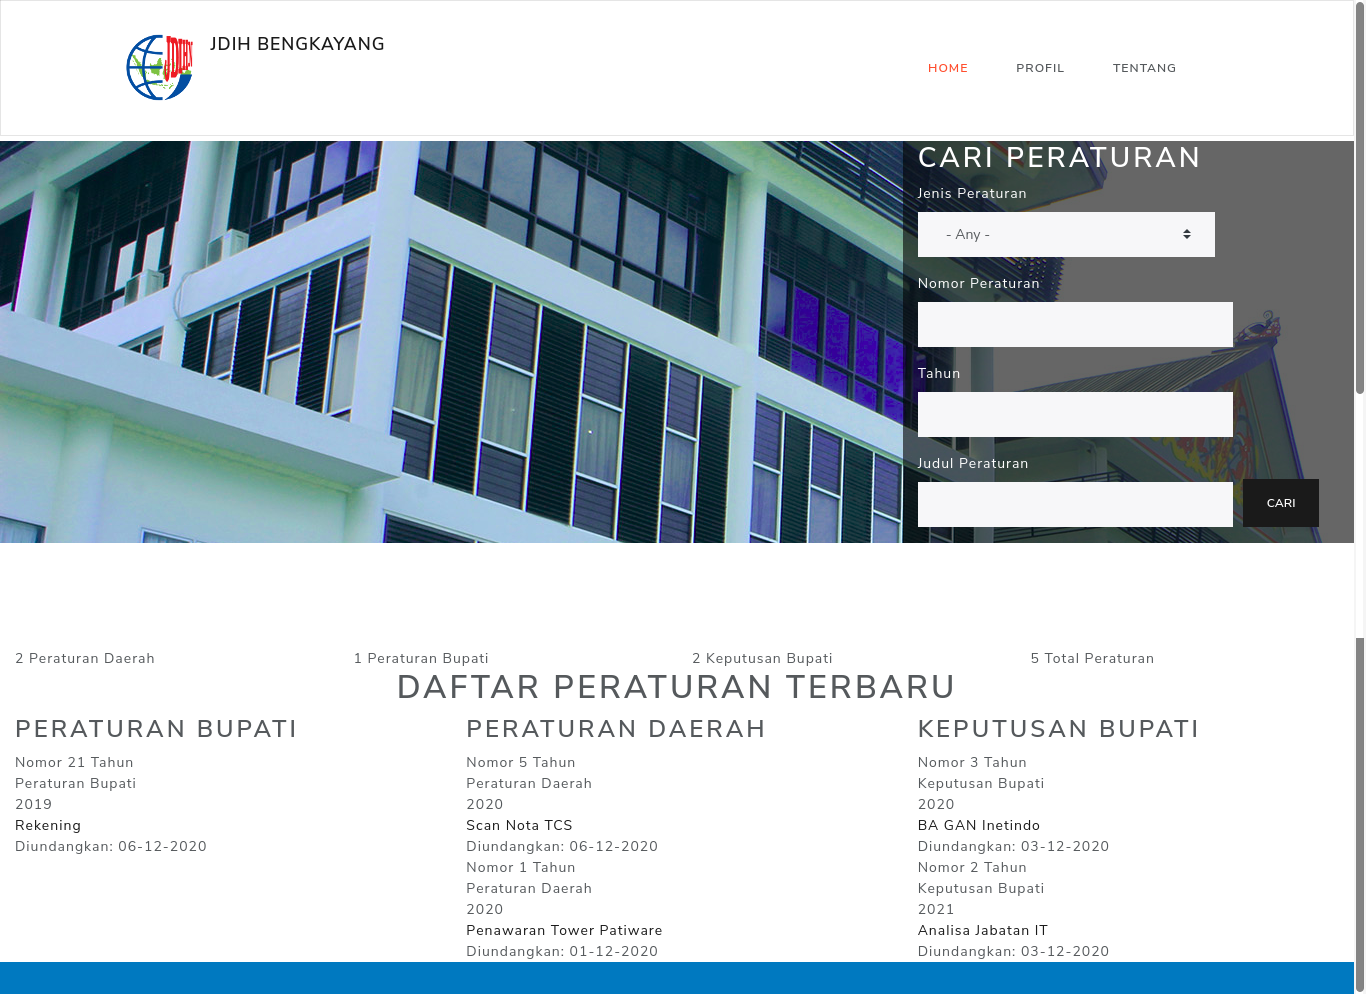 JDIH BENGKAYANG
HOME PROFIL TENTANG
CARI PERATURAN
Jenis Peraturan
- Any -
Nomor Peraturan
Tahun
Judul Peraturan
CARI
2 Peraturan Daerah 1 Peraturan Bupati 2 Keputusan Bupati 5 Total Peraturan
DAFTAR PERATURAN TERBARU
PERATURAN BUPATI
Nomor 21 Tahun
Peraturan Bupati
2019
Rekening
Diundangkan: 06-12-2020
PERATURAN DAERAH
Nomor 5 Tahun
Peraturan Daerah
2020
Scan Nota TCS
Diundangkan: 06-12-2020
Nomor 1 Tahun
Peraturan Daerah
2020
Penawaran Tower Patiware
Diundangkan: 01-12-2020
KEPUTUSAN BUPATI
Nomor 3 Tahun
Keputusan Bupati
2020
BA GAN Inetindo
Diundangkan: 03-12-2020
Nomor 2 Tahun
Keputusan Bupati
2021
Analisa Jabatan IT
Diundangkan: 03-12-2020